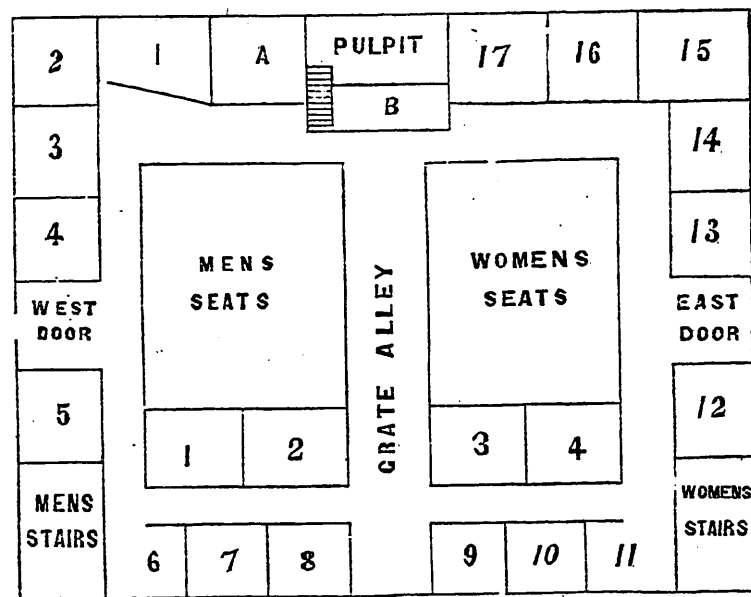 2
1
A
PULPIT
B
17
16
15
3
14
4
13
MENS
SEATS
GRATE ALLEY
WOMENS
SEATS
WEST
DOOR
EAST
DOOR
5
1
2
3
4
12
MENS
STAIRS
6
7
8
9
10
11
WOMENS
STAIRS